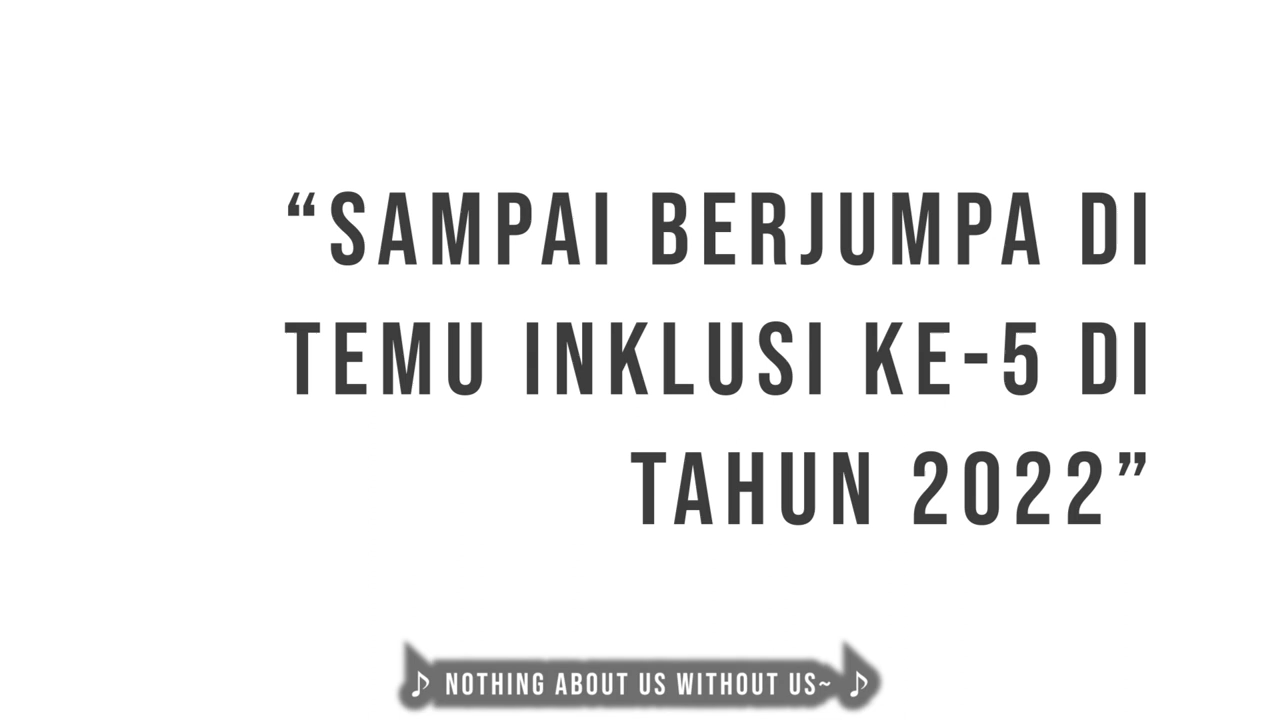 “SAMPAI BERJUMPA DI
TEMU INKLUSI KE-5 DI
TAHUN 2022”
♪ NOTHING ABOUT US WITHOUT US~ ♪